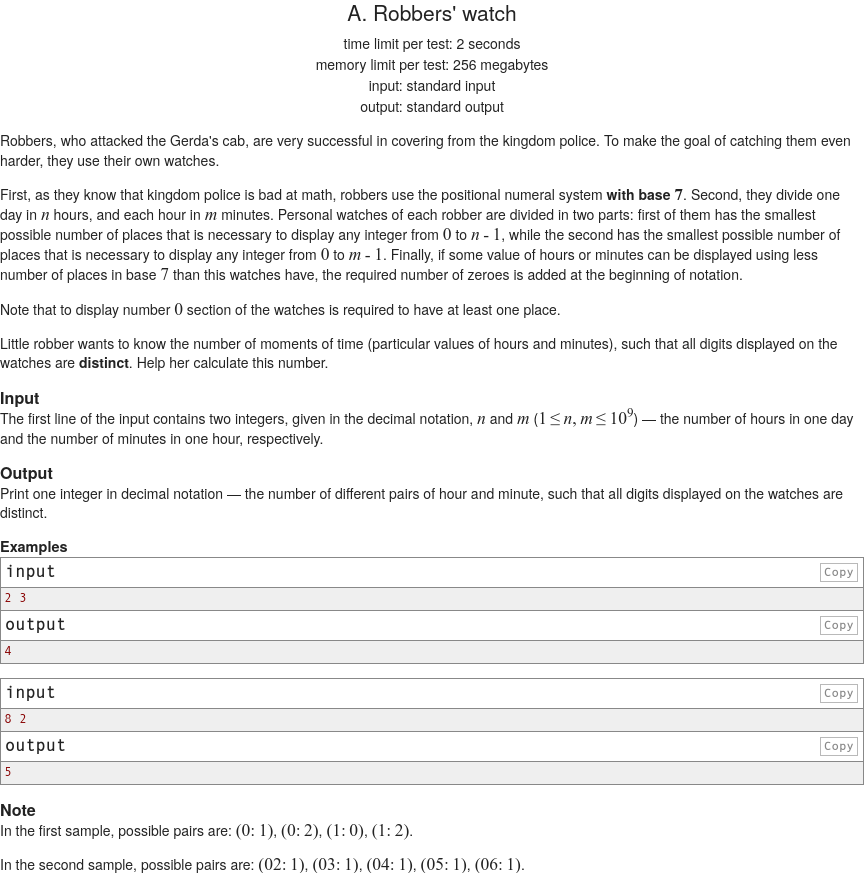 A. Robbers' watch
time limit per test: 2 seconds
memory limit per test: 256 megabytes
input: standard input
output: standard output
Robbers, who attacked the Gerda's cab, are very successful in covering from the kingdom police. To make the goal of catching them even
harder, they use their own watches.
First, as they know that kingdom police is bad at math, robbers use the positional numeral system with base 7. Second, they divide one
day in n hours, and each hour in m minutes. Personal watches of each robber are divided in two parts: first of them has the smallest
possible number of places that is necessary to display any integer from 0 to n - 1, while the second has the smallest possible number of
places that is necessary to display any integer from 0 to m - 1. Finally, if some value of hours or minutes can be displayed using less
number of places in base 7 than this watches have, the required number of zeroes is added at the beginning of notation.
Note that to display number 0 section of the watches is required to have at least one place.
Little robber wants to know the number of moments of time (particular values of hours and minutes), such that all digits displayed on the
watches are distinct. Help her calculate this number.
Input
The first line of the input contains two integers, given in the decimal notation, n and m (1 ≤ n, m ≤ 10⁹) — the number of hours in one day
and the number of minutes in one hour, respectively.
Output
Print one integer in decimal notation — the number of different pairs of hour and minute, such that all digits displayed on the watches are
distinct.
Examples
input Copy
2 3
output Copy
4
input Copy
8 2
output Copy
5
Note
In the first sample, possible pairs are: (0: 1), (0: 2), (1: 0), (1: 2).
In the second sample, possible pairs are: (02: 1), (03: 1), (04: 1), (05: 1), (06: 1).